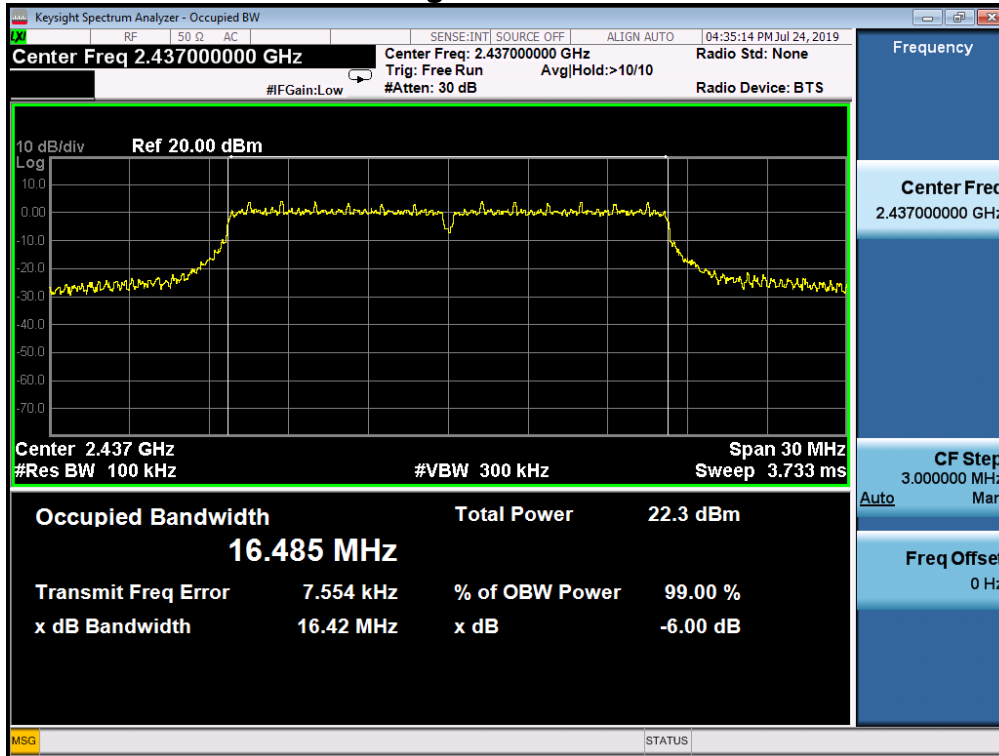 Keysight Spectrum Analyzer - Occupied BW
LXI RF 50 Ω AC SENSE:INT SOURCE OFF ALIGN AUTO 04:35:14 PM Jul 24, 2019
Center Freq 2.437000000 GHz
Center Freq: 2.437000000 GHz Radio Std: None
Trig: Free Run Avg|Hold:>10/10
#IFGain:Low #Atten: 30 dB Radio Device: BTS
10 dB/div Ref 20.00 dBm
Log
10.0
0.00
-10.0
-20.0
-30.0
-40.0
-50.0
-60.0
-70.0
Center 2.437 GHz Span 30 MHz
#Res BW 100 kHz #VBW 300 kHz Sweep 3.733 ms
Occupied Bandwidth Total Power 22.3 dBm
16.485 MHz
Transmit Freq Error 7.554 kHz % of OBW Power 99.00 %
x dB Bandwidth 16.42 MHz x dB -6.00 dB
MSG STATUS
Frequency
Center Freq
2.437000000 GHz
CF Step
3.000000 MHz
Auto Man
Freq Offset
0 Hz